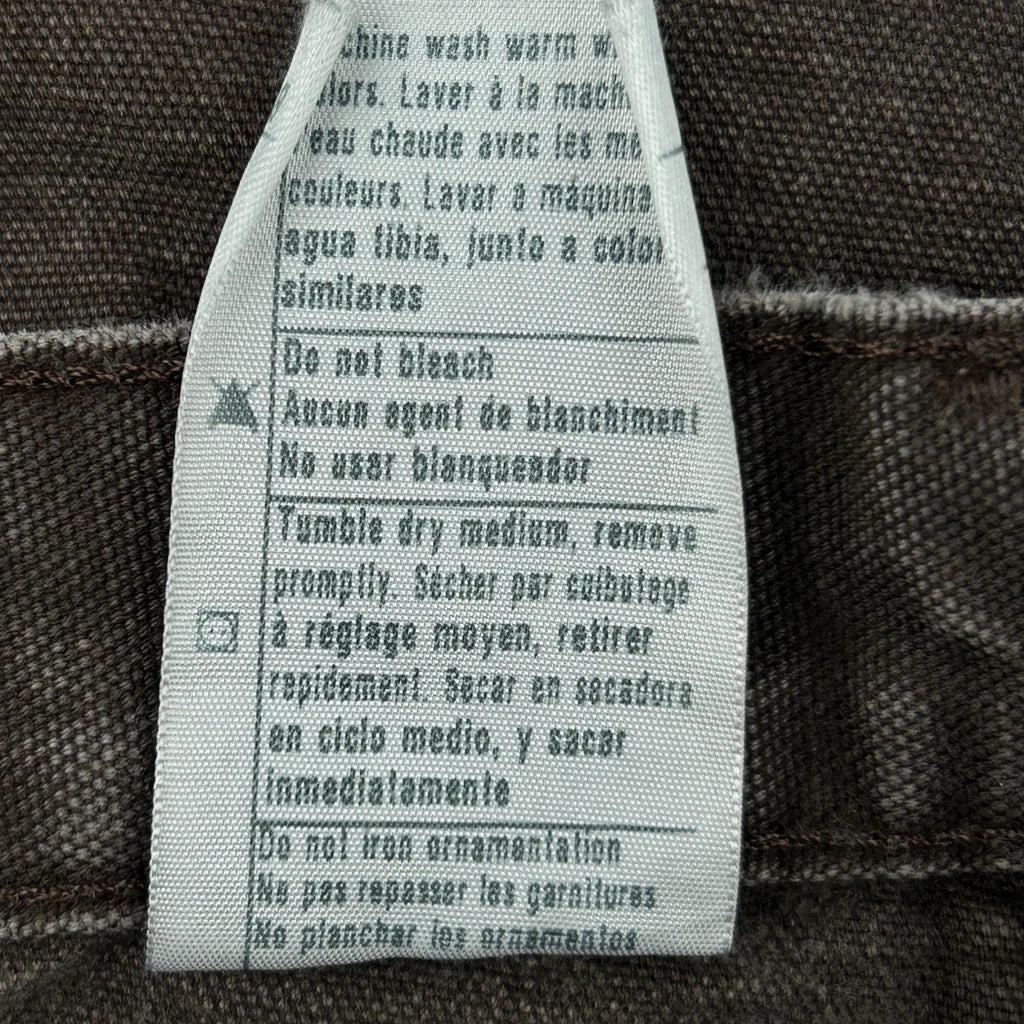 chine wash warm w
lors. Laver à la mach
'eau chaude avec les me
couleurs. Lavar a máquina
agua tibia, junto a color
similares
Do not bleach
Aucun agent de blanchiment
No usar blanqueador
Tumble dry medium, remove
promptly. Sécher par culbutage
à réglage moyen, retirer
rapidement. Secar en secadora
en ciclo medio, y sacar
inmediatamente
Do not iron ornamentation
Ne pas repasser les garnitures
No planchar los ornamentos